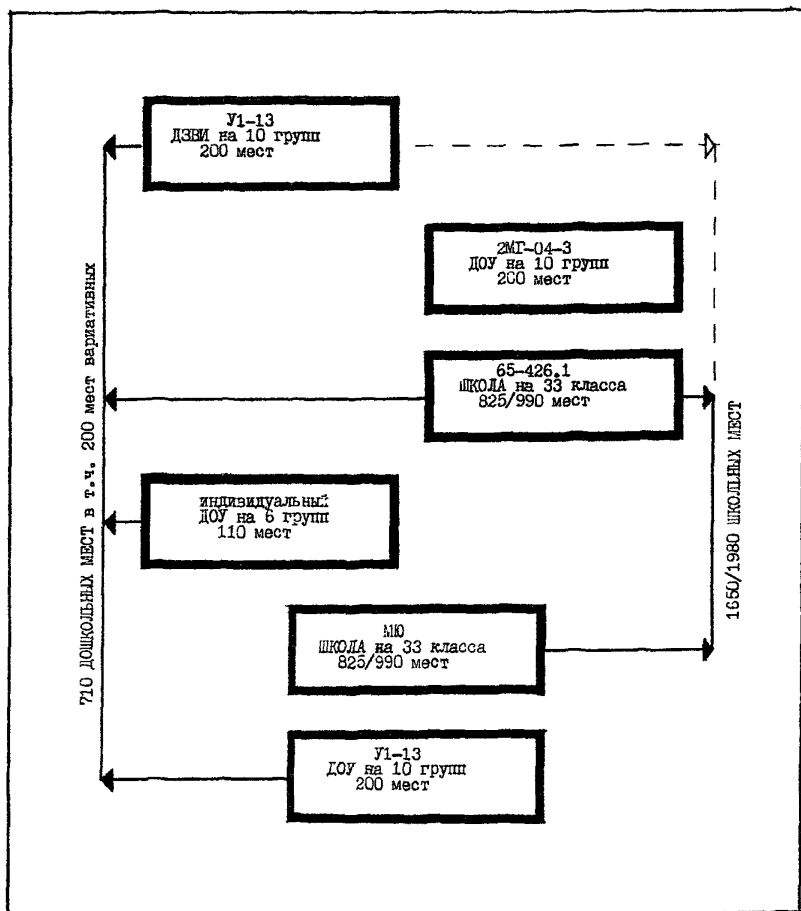 У1-13
ДЗВИ на 10 групп
200 мест
2МГ-04-3
ДОУ на 10 групп
200 мест
65-426.1
ШКОЛА на 33 класса
825/990 мест
индивидуальный
ДОУ на 6 групп
110 мест
МЮ
ШКОЛА на 33 класса
825/990 мест
У1-13
ДОУ на 10 групп
200 мест
710 ДОШКОЛЬНЫХ МЕСТ в т.ч. 200 мест вариативных
1650/1980 ШКОЛЬНЫХ МЕСТ